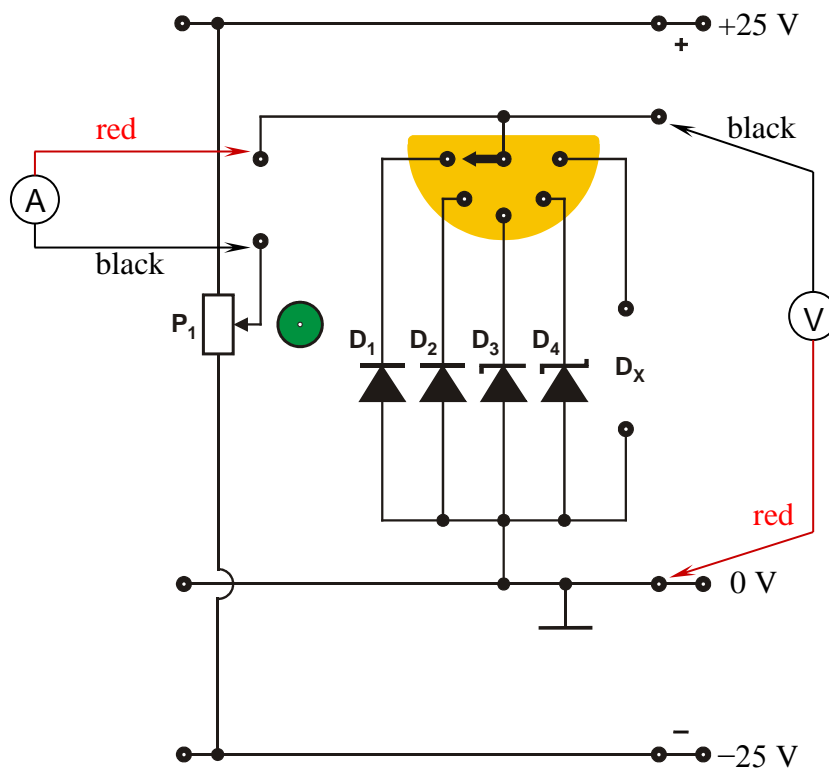 +25 V
+
red
black
A
black
V
P1
D1 D2 D3 D4
DX
red
0 V
−
−25 V